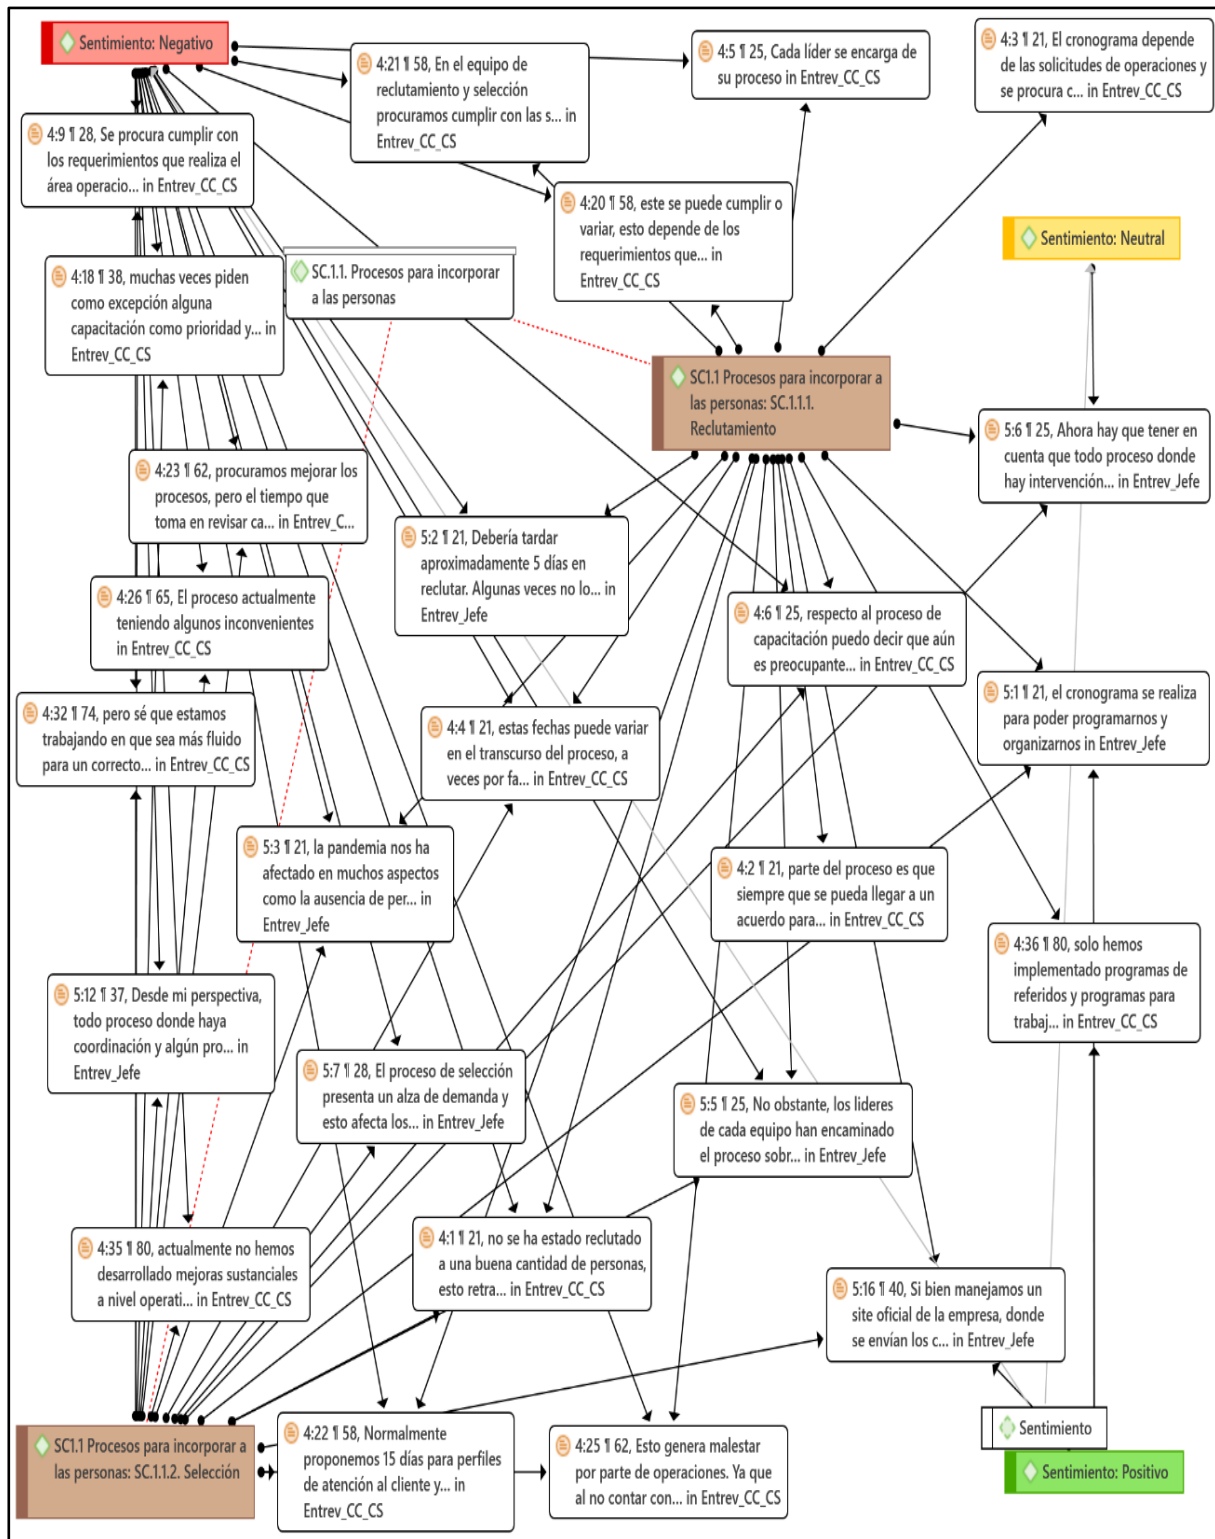 Sentimiento: Negativo
4:21 ¶ 58, En el equipo de
reclutamiento y selección
procuramos cumplir con las s... in
Entrev_CC_CS
4:5 ¶ 25, Cada líder se encarga de
su proceso in Entrev_CC_CS
4:3 ¶ 21, El cronograma depende
de las solicitudes de operaciones y
se procura c... in Entrev_CC_CS
4:9 ¶ 28, Se procura cumplir con
los requerimientos que realiza el
área operacio... in Entrev_CC_CS
4:20 ¶ 58, este se puede cumplir o
variar, esto depende de los
requerimientos que... in
Entrev_CC_CS
Sentimiento: Neutral
4:18 ¶ 38, muchas veces piden
como excepción alguna
capacitación como prioridad y... in
Entrev_CC_CS
SC.1.1. Procesos para incorporar
a las personas
SC1.1 Procesos para incorporar a
las personas: SC.1.1.1.
Reclutamiento
5:6 ¶ 25, Ahora hay que tener en
cuenta que todo proceso donde
hay intervención... in Entrev_Jefe
4:23 ¶ 62, procuramos mejorar los
procesos, pero el tiempo que
toma en revisar ca... in Entrev_C...
5:2 ¶ 21, Debería tardar
aproximadamente 5 días en
reclutar. Algunas veces no lo... in
Entrev_Jefe
4:26 ¶ 65, El proceso actualmente
teniendo algunos inconvenientes
in Entrev_CC_CS
4:6 ¶ 25, respecto al proceso de
capacitación puedo decir que aún
es preocupante... in Entrev_CC_CS
5:1 ¶ 21, el cronograma se realiza
para poder programarnos y
organizarnos in Entrev_Jefe
4:32 ¶ 74, pero sé que estamos
trabajando en que sea más fluido
para un correcto... in Entrev_CC_CS
4:4 ¶ 21, estas fechas puede variar
en el transcurso del proceso, a
veces por fa... in Entrev_CC_CS
5:3 ¶ 21, la pandemia nos ha
afectado en muchos aspectos
como la ausencia de per... in
Entrev_Jefe
4:2 ¶ 21, parte del proceso es que
siempre que se pueda llegar a un
acuerdo para... in Entrev_CC_CS
4:36 ¶ 80, solo hemos
implementado programas de
referidos y programas para
trabaj... in Entrev_CC_CS
5:12 ¶ 37, Desde mi perspectiva,
todo proceso donde haya
coordinación y algún pro... in
Entrev_Jefe
5:7 ¶ 28, El proceso de selección
presenta un alza de demanda y
esto afecta los... in Entrev_Jefe
5:5 ¶ 25, No obstante, los lideres
de cada equipo han encaminado
el proceso sobr... in Entrev_Jefe
4:35 ¶ 80, actualmente no hemos
desarrollado mejoras sustanciales
a nivel operati... in Entrev_CC_CS
4:1 ¶ 21, no se ha estado reclutado
a una buena cantidad de personas,
esto retra... in Entrev_CC_CS
5:16 ¶ 40, Si bien manejamos un
site oficial de la empresa, donde
se envían los c... in Entrev_Jefe
SC1.1 Procesos para incorporar a
las personas: SC.1.1.2. Selección
4:22 ¶ 58, Normalmente
proponemos 15 días para perfiles
de atención al cliente y... in
Entrev_CC_CS
4:25 ¶ 62, Esto genera malestar
por parte de operaciones. Ya que
al no contar con... in Entrev_CC_CS
Sentimiento
Sentimiento: Positivo